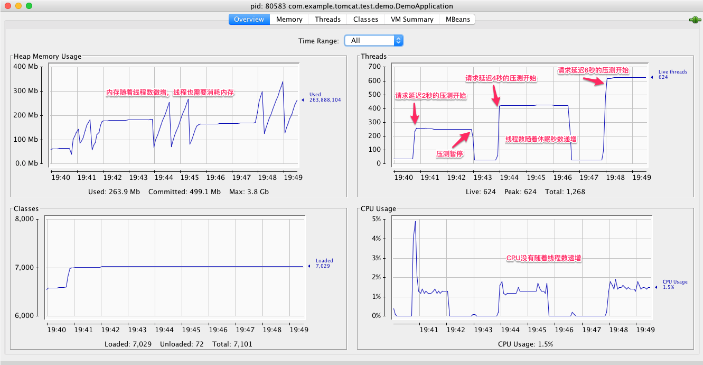 pid: 80583 com.example.tomcat.test.demo.DemoApplication
Overview Memory Threads Classes VM Summary MBeans
Time Range: All
Heap Memory Usage
400 Mb
300 Mb
200 Mb
100 Mb
0.0 Mb
内存随着线程数激增，线程也需要消耗内存
Used
263,888,104
19:40 19:41 19:42 19:43 19:44 19:45 19:46 19:47 19:48 19:49
Used: 263.9 Mb Committed: 499.1 Mb Max: 3.8 Gb
Threads
700
600
500
400
300
200
100
0
请求延迟2秒的压测开始
请求延迟4秒的压测开始
请求延迟8秒的压测开始
压测暂停
线程数随着休眠秒数递增
Live threads
624
19:40 19:41 19:42 19:43 19:44 19:45 19:46 19:47 19:48 19:49
Live: 624 Peak: 624 Total: 1,268
Classes
8,000
7,000
6,000
Loaded
7,029
19:40 19:41 19:42 19:43 19:44 19:45 19:46 19:47 19:48 19:49
Loaded: 7,029 Unloaded: 72 Total: 7,101
CPU Usage
5%
4%
3%
2%
1%
0%
CPU没有随着线程数递增
CPU Usage
1.5%
19:41 19:42 19:43 19:44 19:45 19:46 19:47 19:48 19:49
CPU Usage: 1.5%